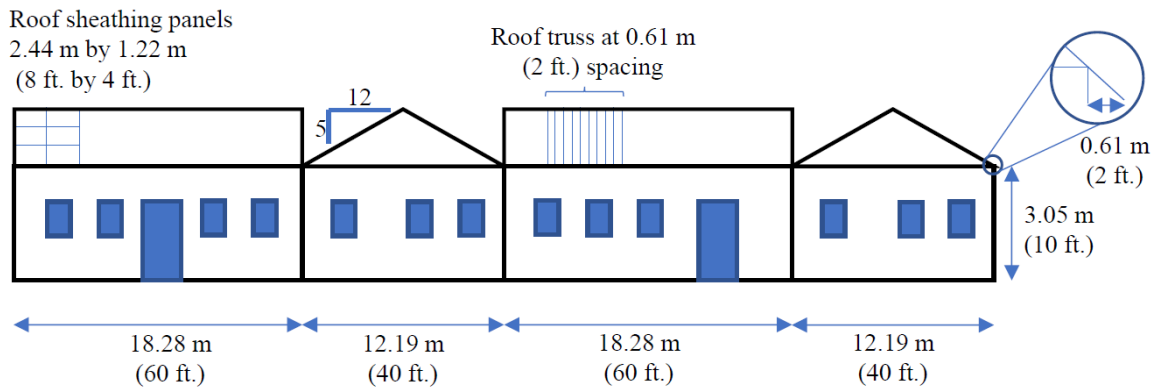 Roof sheathing panels
2.44 m by 1.22 m
(8 ft. by 4 ft.)
Roof truss at 0.61 m
(2 ft.) spacing
12
5
0.61 m
(2 ft.)
3.05 m
(10 ft.)
18.28 m
(60 ft.)
12.19 m
(40 ft.)
18.28 m
(60 ft.)
12.19 m
(40 ft.)